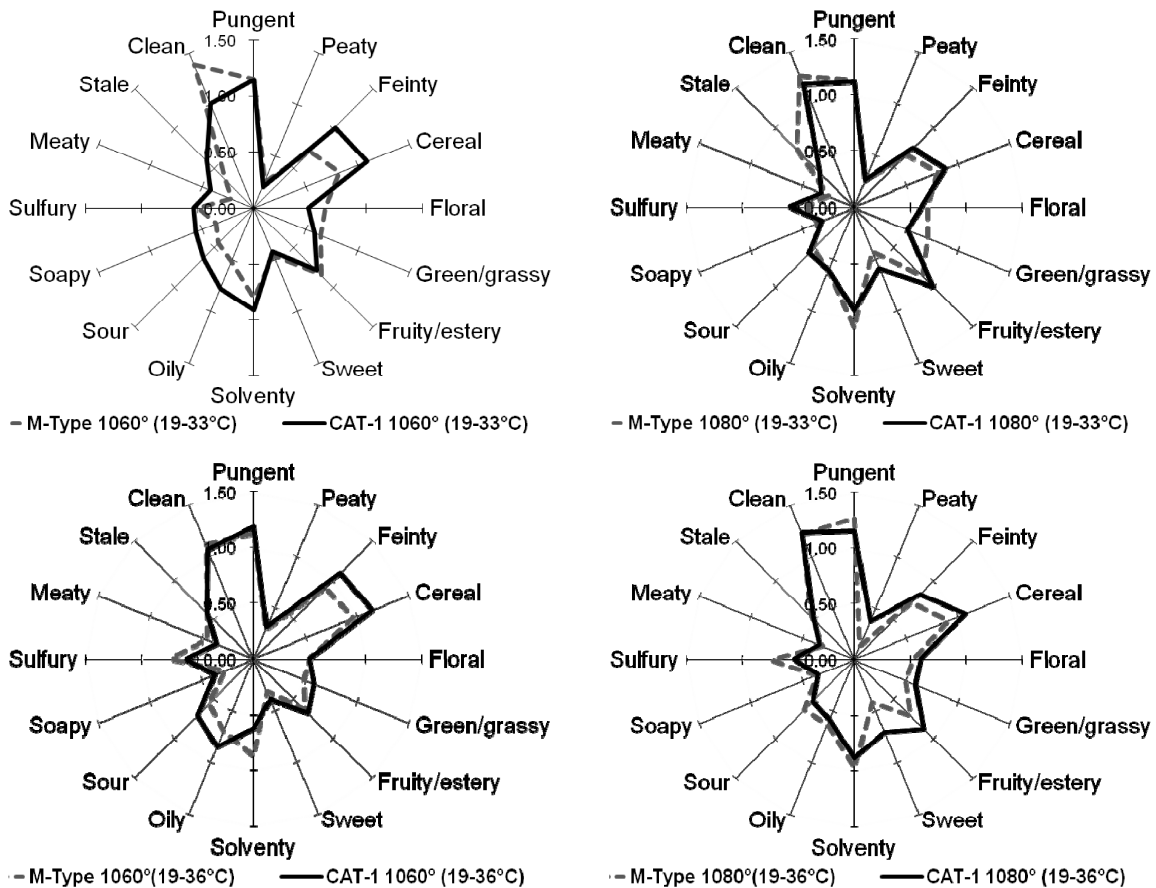 Pungent
1.50
Clean
Peaty
Stale
1.00
Feinty
Meaty
0.50
Cereal
Sulfury
0.00
Floral
Soapy
Green/grassy
Sour
Fruity/estery
Oily
Sweet
Solventy
M-Type 1060° (19-33°C)
CAT-1 1060° (19-33°C)
Pungent
1.50
Clean
Peaty
Stale
1.00
Feinty
Meaty
0.50
Cereal
Sulfury
0.00
Floral
Soapy
Green/grassy
Sour
Fruity/estery
Oily
Sweet
Solventy
M-Type 1080° (19-33°C)
CAT-1 1080° (19-33°C)
Pungent
1.50
Clean
Peaty
Stale
1.00
Feinty
Meaty
0.50
Cereal
Sulfury
0.00
Floral
Soapy
Green/grassy
Sour
Fruity/estery
Oily
Sweet
Solventy
M-Type 1060°(19-36°C)
CAT-1 1060° (19-36°C)
Pungent
1.50
Clean
Peaty
Stale
1.00
Feinty
Meaty
0.50
Cereal
Sulfury
0.00
Floral
Soapy
Green/grassy
Sour
Fruity/estery
Oily
Sweet
Solventy
M-Type 1080°(19-36°C)
CAT-1 1080° (19-36°C)